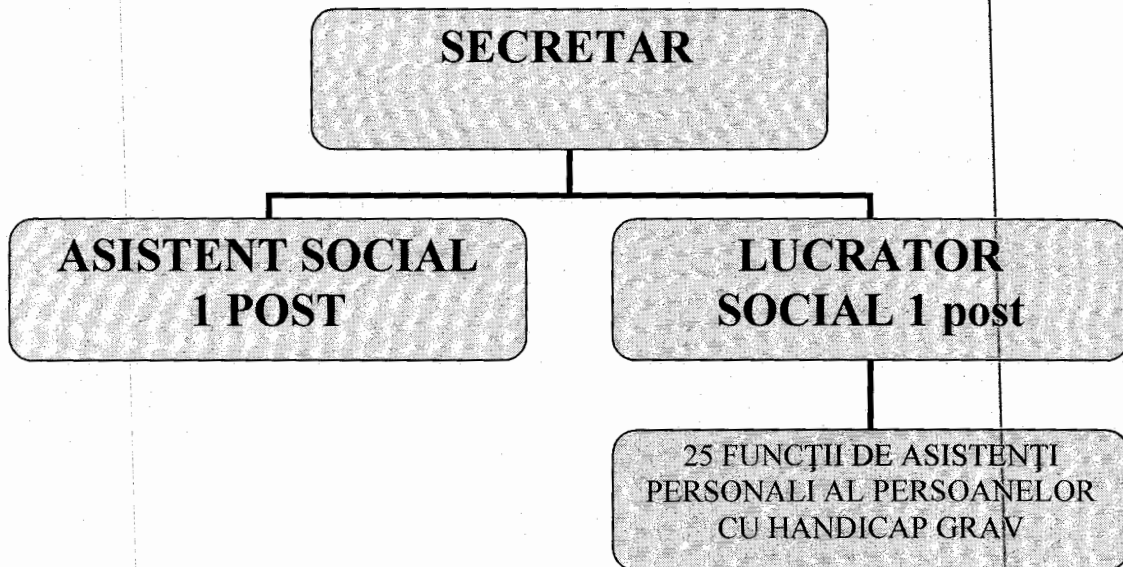 SECRETAR
ASISTENT SOCIAL
1 POST
LUCRATOR
SOCIAL 1 post
25 FUNCŢII DE ASISTENŢI
PERSONALI AL PERSOANELOR
CU HANDICAP GRAV